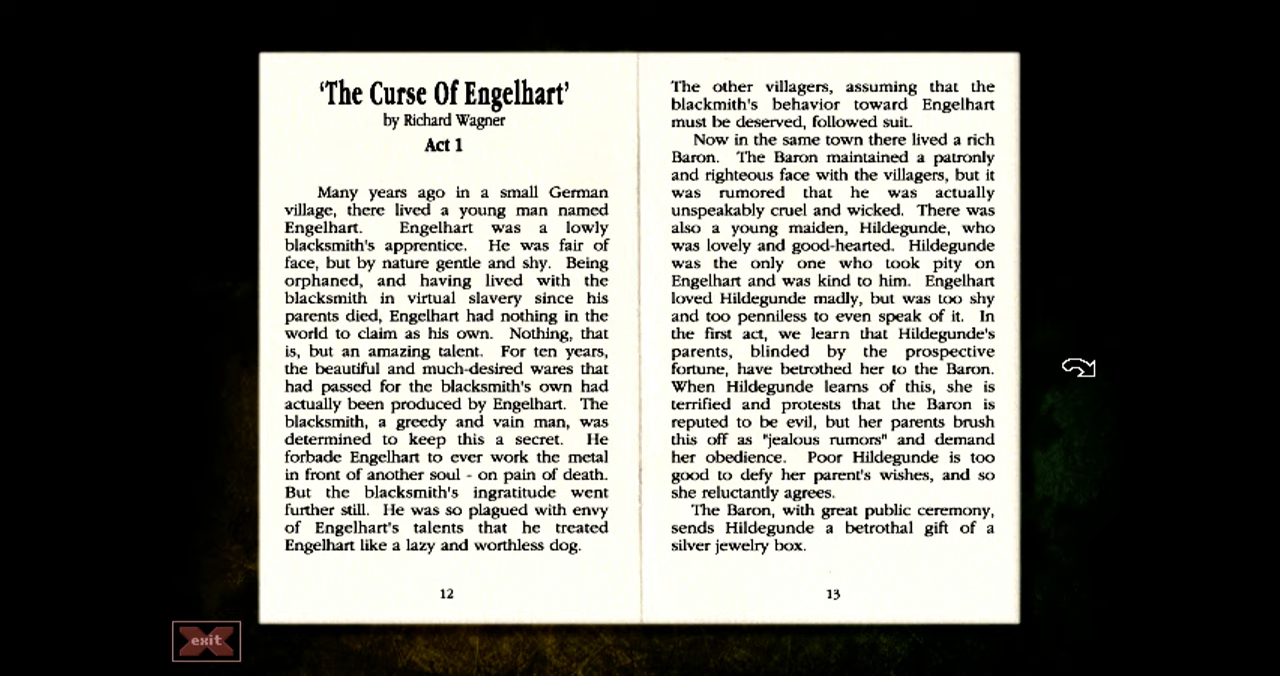 ‘The Curse Of Engelhart’
by Richard Wagner
Act 1
Many years ago in a small German
village, there lived a young man named
Engelhart. Engelhart was a lowly
blacksmith's apprentice. He was fair of
face, but by nature gentle and shy. Being
orphaned, and having lived with the
blacksmith in virtual slavery since his
parents died, Engelhart had nothing in the
world to claim as his own. Nothing, that
is, but an amazing talent. For ten years,
the beautiful and much-desired wares that
had passed for the blacksmith's own had
actually been produced by Engelhart. The
blacksmith, a greedy and vain man, was
determined to keep this a secret. He
forbade Engelhart to ever work the metal
in front of another soul - on pain of death.
But the blacksmith's ingratitude went
further still. He was so plagued with envy
of Engelhart's talents that he treated
Engelhart like a lazy and worthless dog.
12
The other villagers, assuming that the
blackmith's behavior toward Engelhart
must be deserved, followed suit.
Now in the same town there lived a rich
Baron. The Baron maintained a patronly
and righteous face with the villagers, but it
was rumored that he was actually
unspeakably cruel and wicked. There was
also a young maiden, Hildegunde, who
was lovely and good-hearted. Hildegunde
was the only one who took pity on
Engelhart and was kind to him. Engelhart
loved Hildegunde madly, but was too shy
and too penniless to even speak of it. In
the first act, we learn that Hildegunde's
parents, blinded by the prospective
fortune, have betrothed her to the Baron.
When Hildegunde learns of this, she is
terrified and protests that the Baron is
reputed to be evil, but her parents brush
this off as "jealous rumors" and demand
her obedience. Poor Hildegunde is too
good to defy her parent's wishes, and so
she reluctantly agrees.
The Baron, with great public ceremony,
sends Hildegunde a betrothal gift of a
silver jewelry box.
13
exit